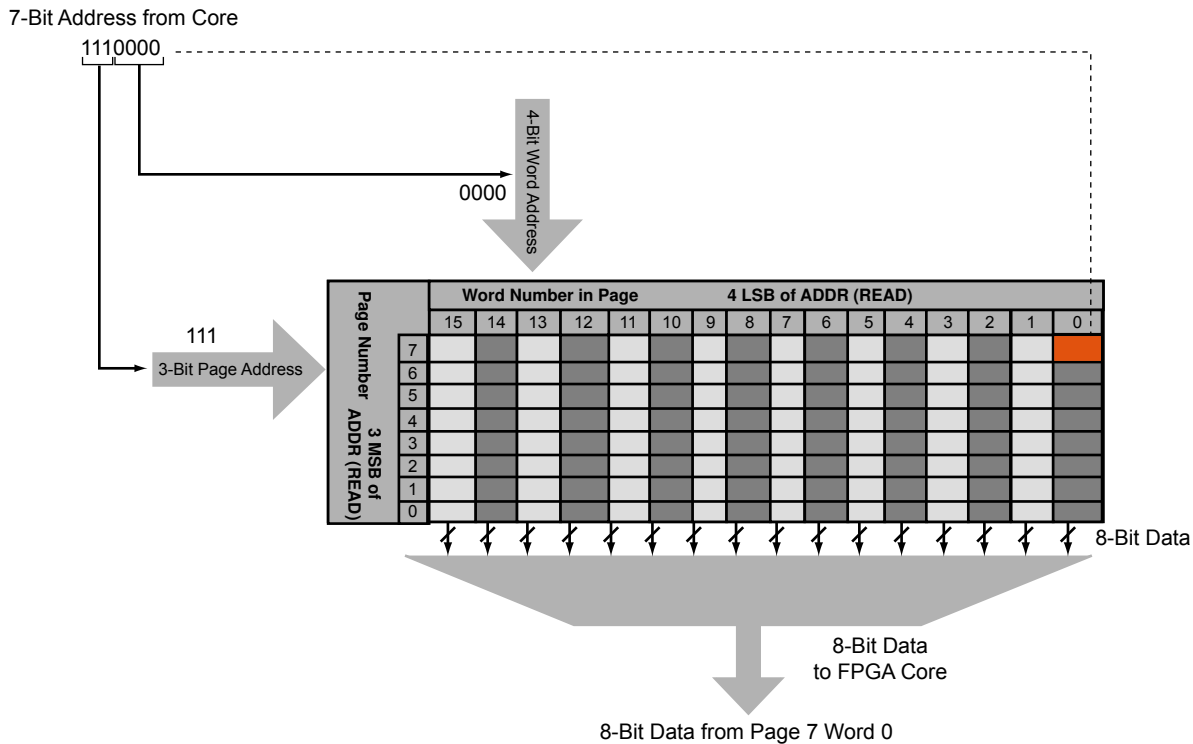 7-Bit Address from Core
1110000
4-Bit Word Address
0000
111
3-Bit Page Address
Page Number
3 MSB of
ADDR (READ)
Word Number in Page 4 LSB of ADDR (READ)
15 14 13 12 11 10 9 8 7 6 5 4 3 2 1 0
7
6
5
4
3
2
1
0
8-Bit Data
8-Bit Data
to FPGA Core
8-Bit Data from Page 7 Word 0